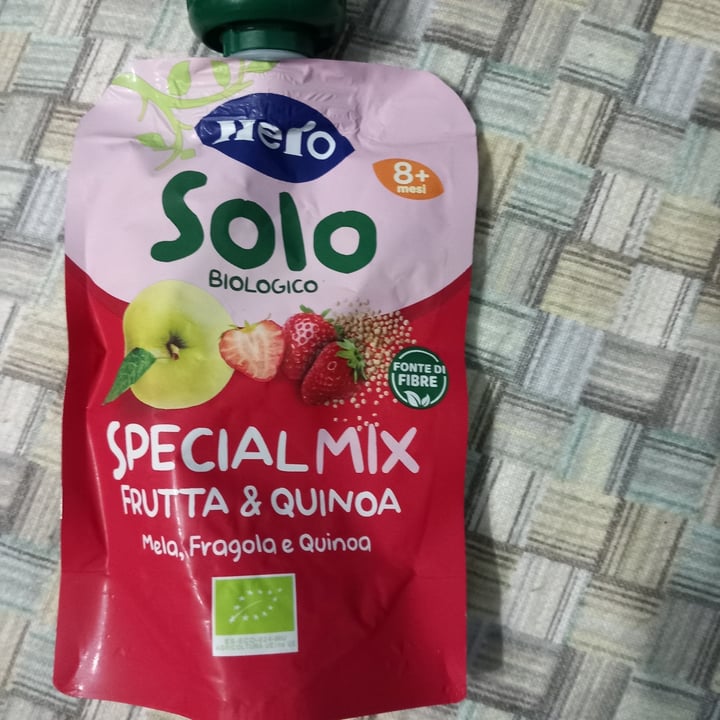 Hero
8+
mesi
Solo
BIOLOGICO
FONTE DI
FIBRE
SPECIAL MIX
FRUTTA & QUINOA
Mela, Fragola e Quinoa